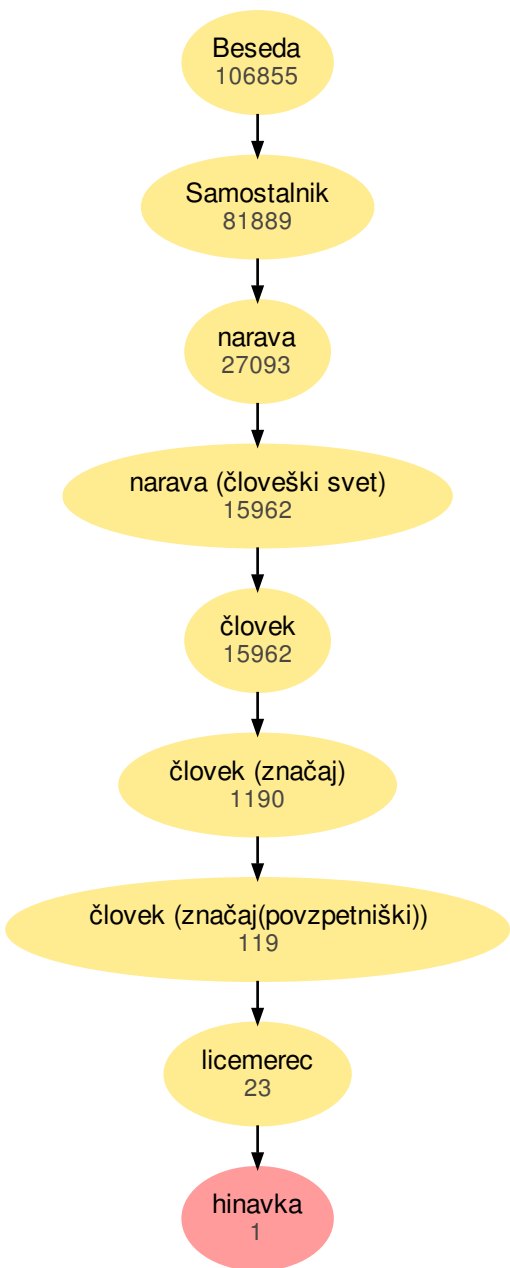 Beseda
106855
Samostalnik
81889
narava
27093
narava (človeški svet)
15962
človek
15962
človek (značaj)
1190
človek (značaj(povzpetniški))
119
licemerec
23
hinavka
1